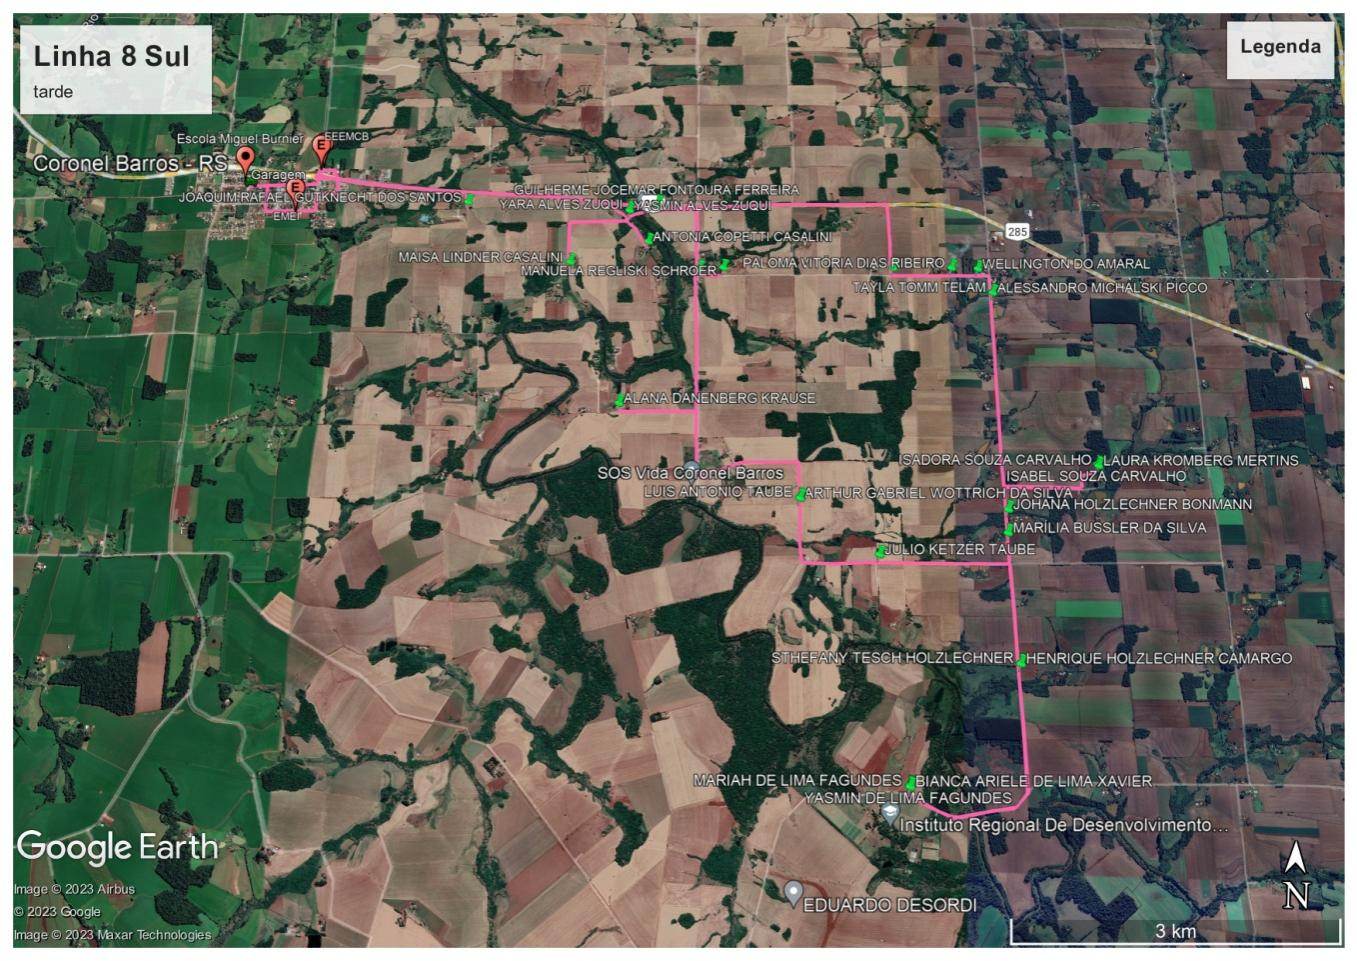 Linha 8 Sul
tarde
Legenda
Escola Miguel Burnier
EEEMCB
Coronel Barros - RS
Garagem
JOAQUIM RAFAEL GUTKNECHT DOS SANTOS
EMEI
GUILHERME JOCEMAR FONTOURA FERREIRA
YARA ALVES ZUQUI
YASMIN ALVES ZUQUI
285
ANTONIA COPETTI CASALINI
MAISA LINDNER CASALINI
MANUELA REGLISKI SCHROER
PALOMA VITÓRIA DIAS RIBEIRO
WELLINGTON DO AMARAL
TAYLA TOMM TELAM
ALESSANDRO MICHALSKI PICCO
ALANA DANENBERG KRAUSE
ISADORA SOUZA CARVALHO
LAURA KROMBERG MERTINS
SOS Vida Coronel Barros
ISABEL SOUZA CARVALHO
LUIS ANTONIO TAUBE
ARTHUR GABRIEL WOTTRICH DA SILVA
JOHANA HOLZLECHNER BONMANN
MARILIA BUSSLER DA SILVA
JULIO KETZER TAUBE
STHEFANY TESCH HOLZLECHNER
HENRIQUE HOLZLECHNER CAMARGO
MARIAH DE LIMA FAGUNDES
BIANCA ARIELE DE LIMA XAVIER
YASMIN DE LIMA FAGUNDES
Instituto Regional De Desenvolvimento...
Google Earth
EDUARDO DESORDI
Image © 2023 Airbus
© 2023 Google
Image © 2023 Maxar Technologies
N
3 km